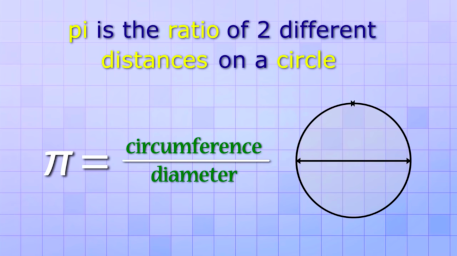 pi is the ratio of 2 different
distances on a circle
π = circumference
diameter